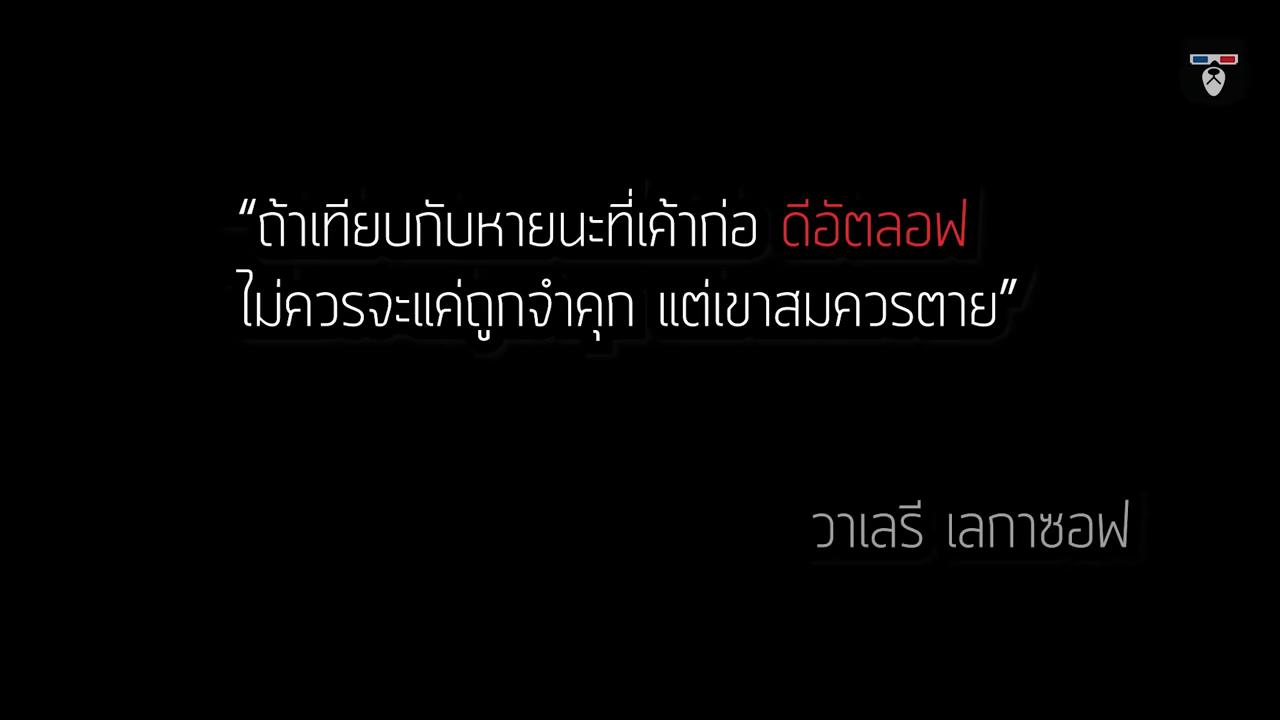 “ถ้าเทียบกับหายนะที่เค้าก่อ ดีอัตลอฟ
ไม่ควรจะแค่ถูกจำคุก แต่เขาสมควรตาย”
วาเลรี เลกาซอฟ